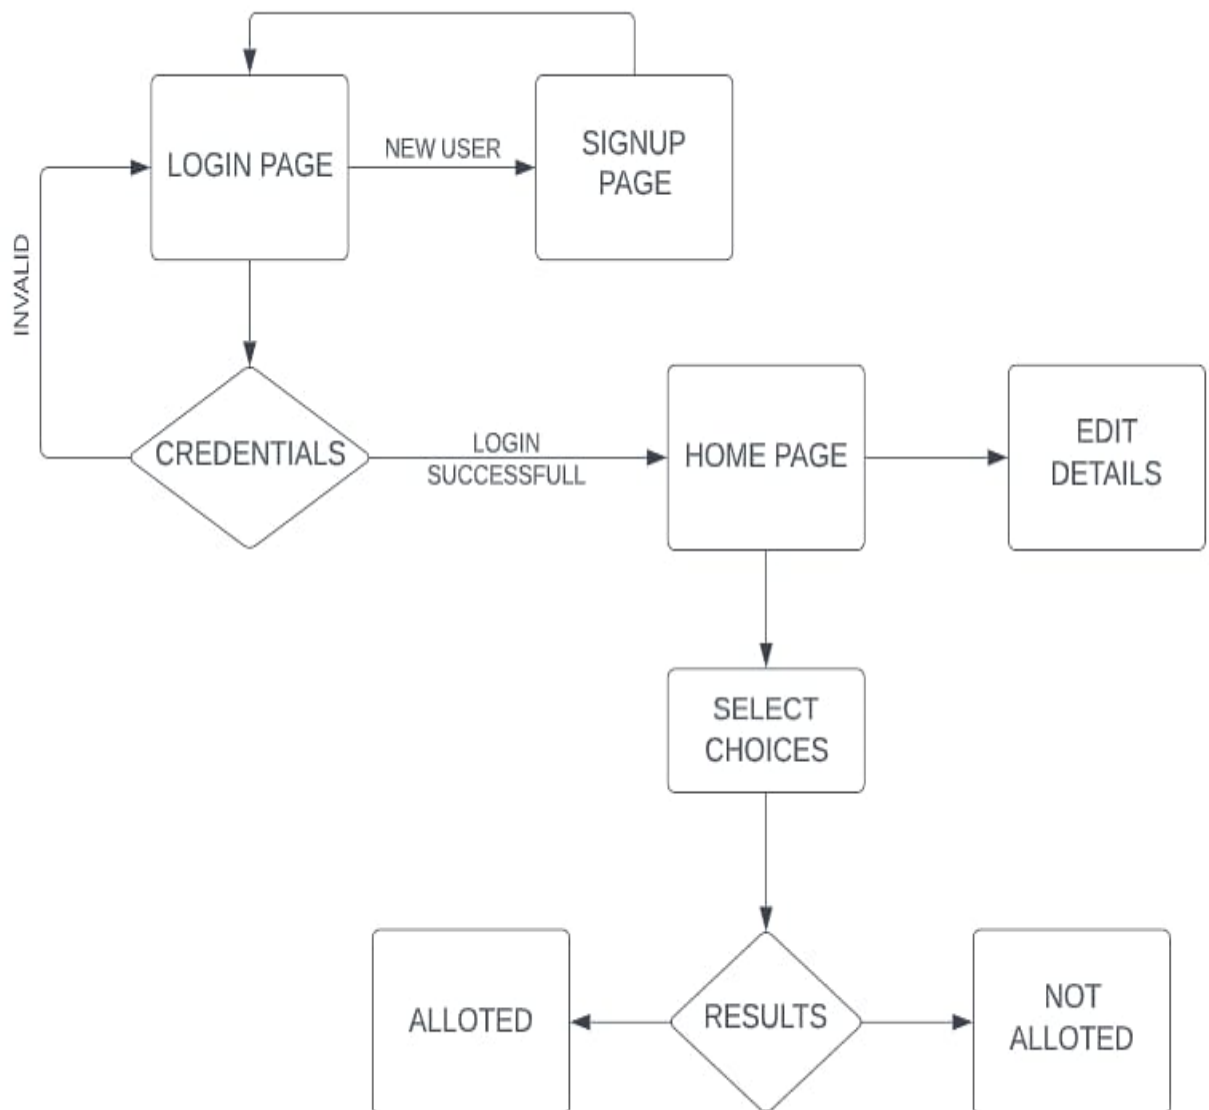 LOGIN PAGE
NEW USER
SIGNUP
PAGE
INVALID
CREDENTIALS
LOGIN
SUCCESSFULL
HOME PAGE
EDIT
DETAILS
SELECT
CHOICES
ALLOTED
RESULTS
NOT
ALLOTED